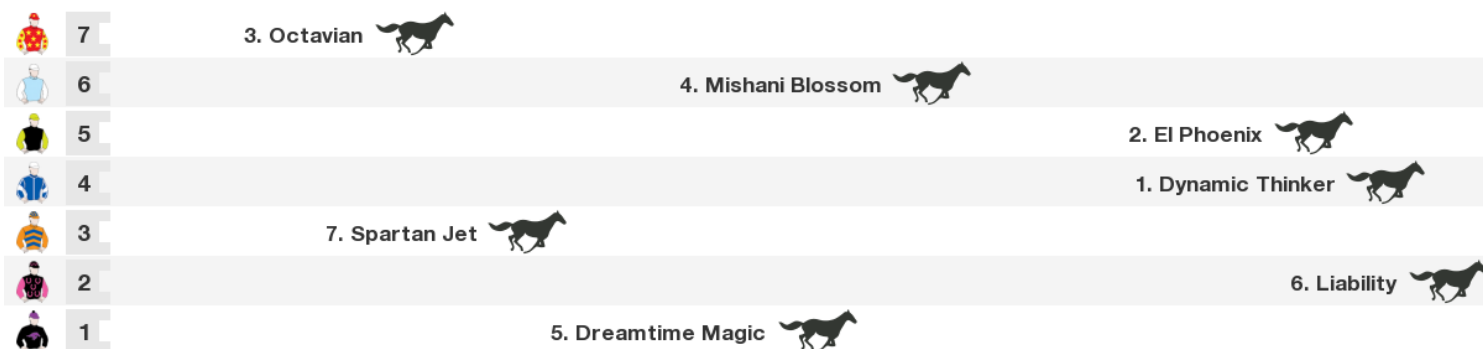 7 3. Octavian
6 4. Mishani Blossom
5 2. El Phoenix
4 1. Dynamic Thinker
3 7. Spartan Jet
2 6. Liability
1 5. Dreamtime Magic